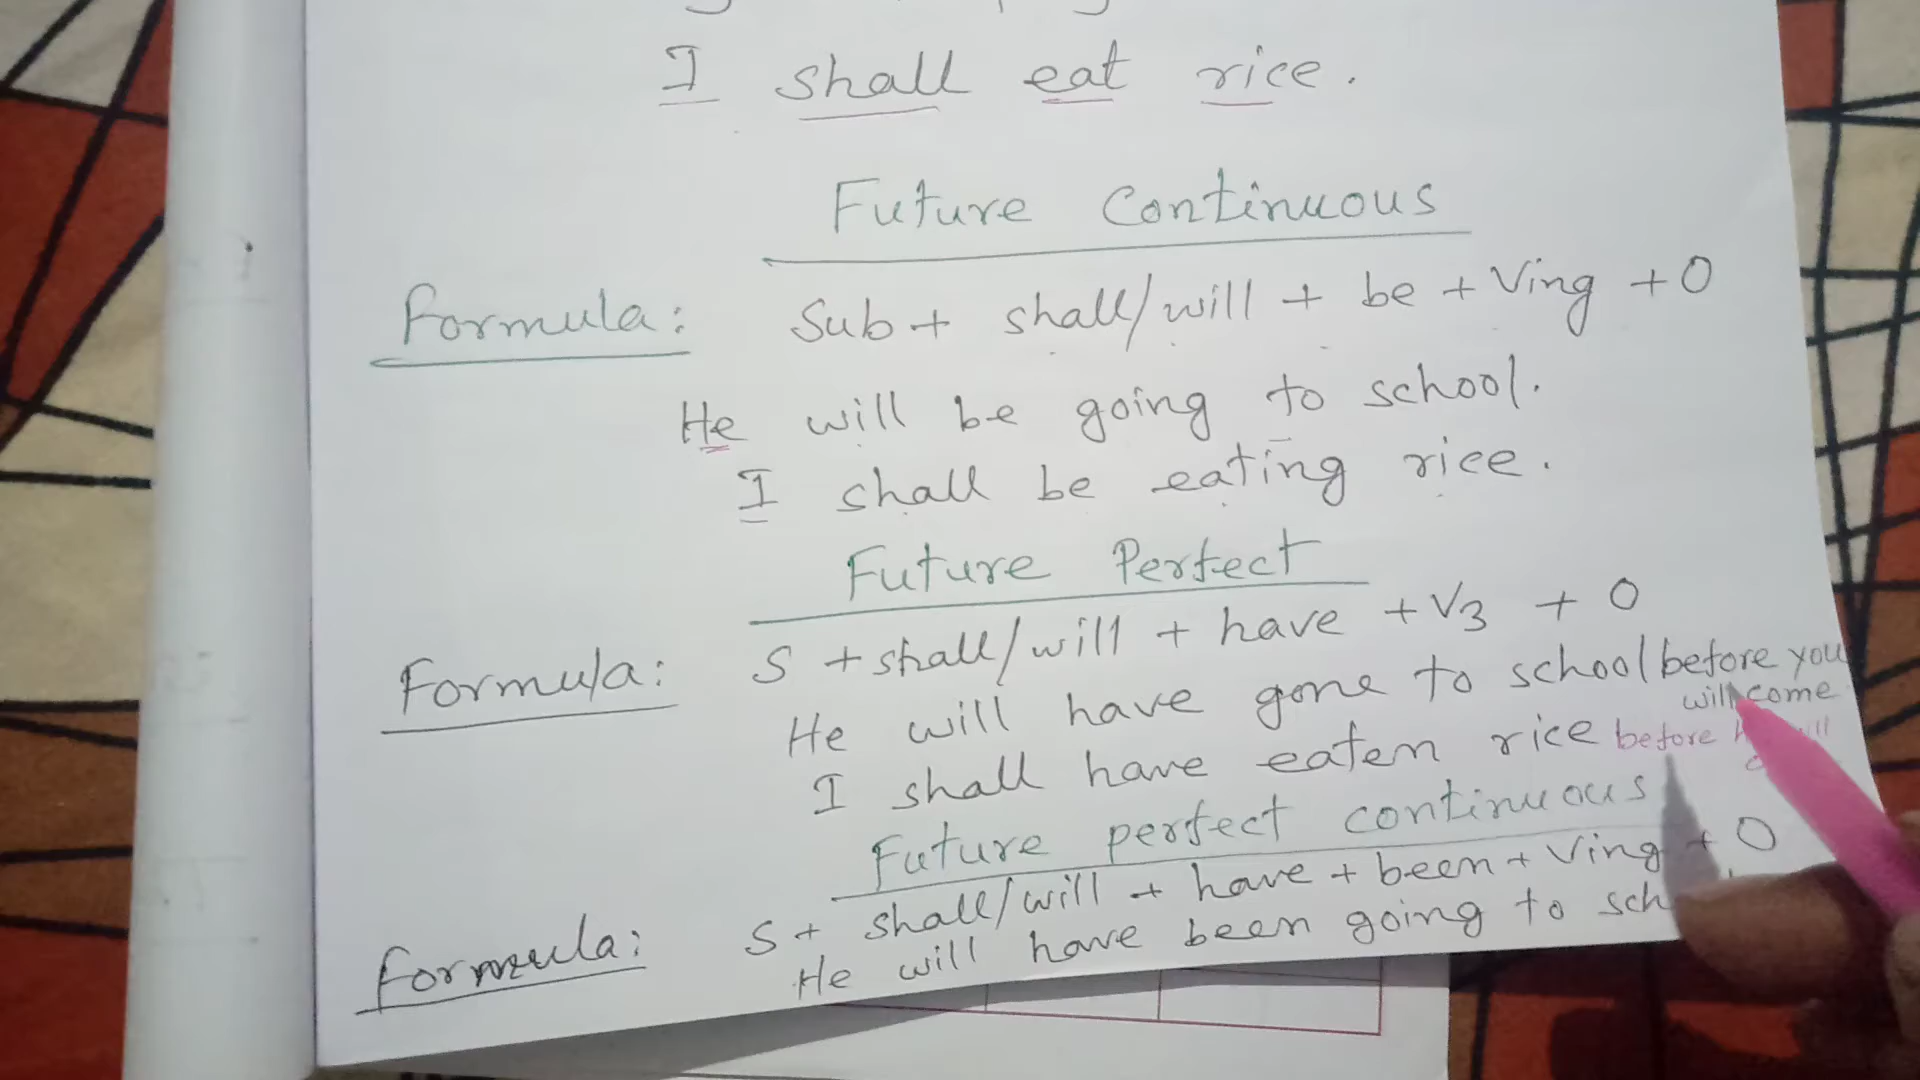 I shall eat rice.
Future Continuous
Formula: Sub + shall/will + be + Ving + O
He will be going to school.
I shall be eating rice.
Future Perfect
Formula: S + shall/will + have + V3 + O
He will have gone to school before you
will come
I shall have eaten rice before
Future perfect continuous
Formula: S + shall/will + have + been + Ving + O
He will have been going to